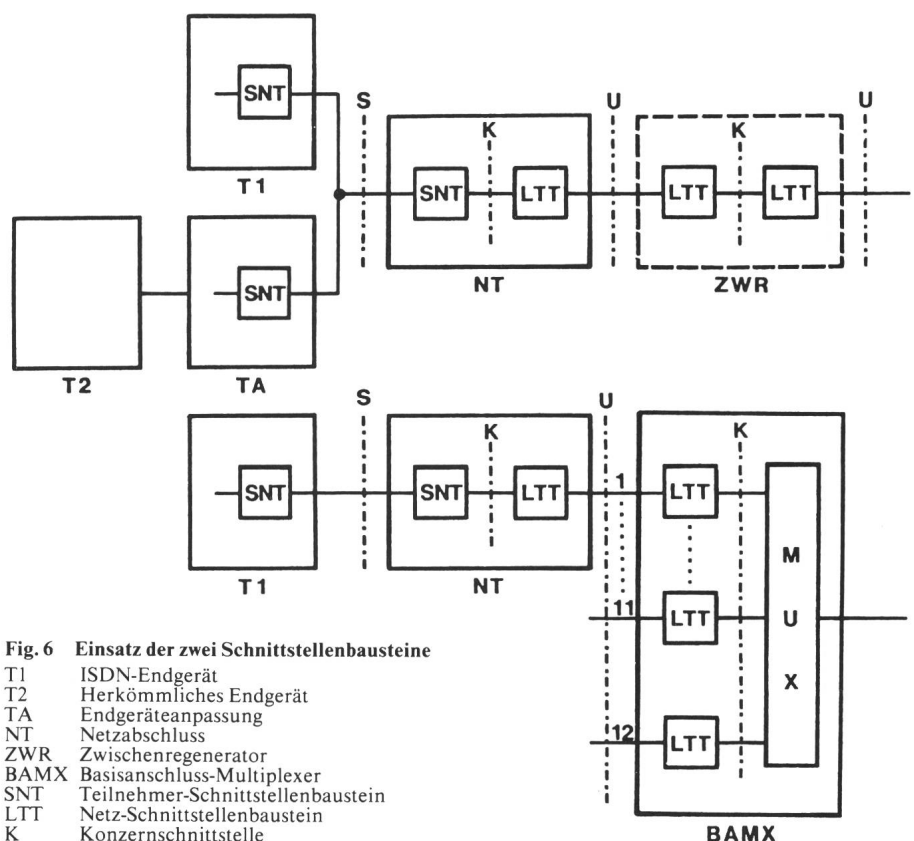 SNT
T1
S
U
U
K
K
SNT
LTT
LTT
LTT
NT
ZWR
SNT
T2
TA
S
U
K
K
SNT
SNT
LTT
1
LTT
T1
NT
11
LTT
12
LTT
M
U
X
BAMX
Fig. 6 Einsatz der zwei Schnittstellenbausteine
T1 ISDN-Endgerät
T2 Herkömmliches Endgerät
TA Endgeräteanpassung
NT Netzabschluss
ZWR Zwischenregenerator
BAMX Basisanschluss-Multiplexer
SNT Teilnehmer-Schnittstellenbaustein
LTT Netz-Schnittstellenbaustein
K Konzernschnittstelle